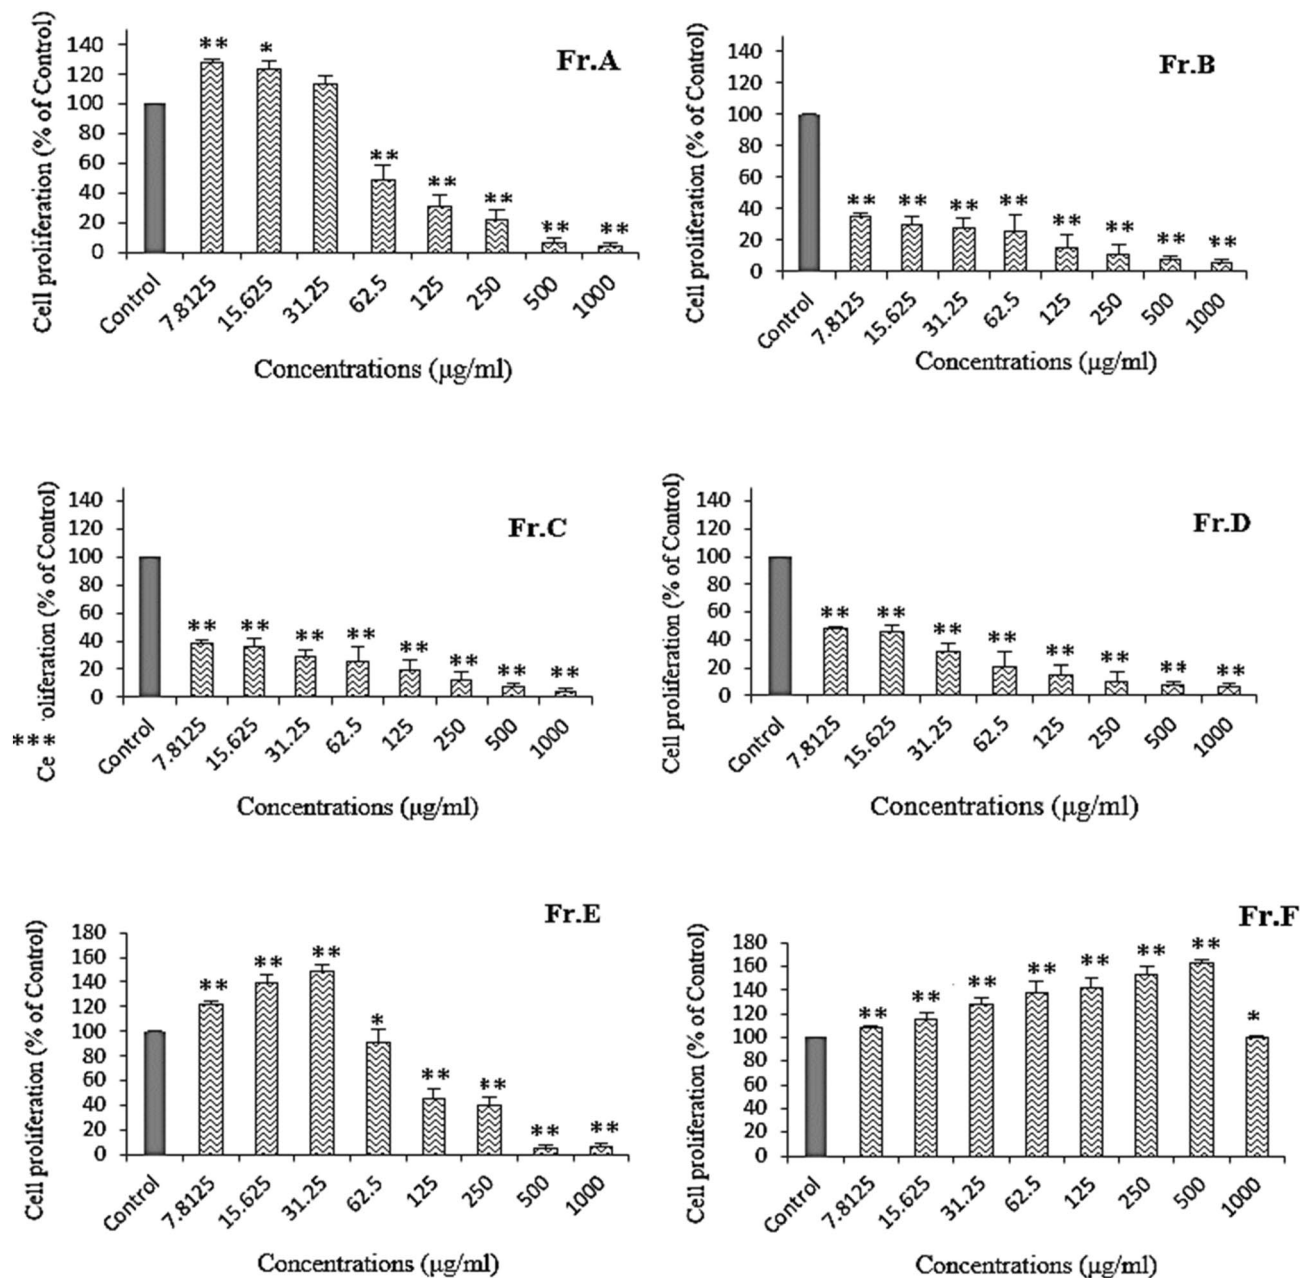 Fr.A
Cell proliferation (% of Control)
140
120
100
80
60
40
20
0
** * ** ** ** ** **
Control 7.8125 15.625 31.25 62.5 125 250 500 1000
Concentrations (µg/ml)
Fr.B
Cell proliferation (% of Control)
140
120
100
80
60
40
20
0
** ** ** ** ** ** ** **
Control 7.8125 15.625 31.25 62.5 125 250 500 1000
Concentrations (µg/ml)
Fr.C
Ce *** oliferation (% of Control)
140
120
100
80
60
40
20
0
** ** ** ** ** ** ** **
Control 7.8125 15.625 31.25 62.5 125 250 500 1000
Concentrations (µg/ml)
Fr.D
Cell proliferation (% of Control)
140
120
100
80
60
40
20
0
** ** ** ** ** ** ** **
Control 7.8125 15.625 31.25 62.5 125 250 500 1000
Concentrations (µg/ml)
Fr.E
Cell proliferation (% of Control)
180
160
140
120
100
80
60
40
20
0
** ** ** * ** ** ** **
Control 7.8125 15.625 31.25 62.5 125 250 500 1000
Concentrations (µg/ml)
Fr.F
Cell proliferation (% of Control)
180
160
140
120
100
80
60
40
20
0
** ** ** ** ** ** ** *
Control 7.8125 15.625 31.25 62.5 125 250 500 1000
Concentrations (µg/ml)